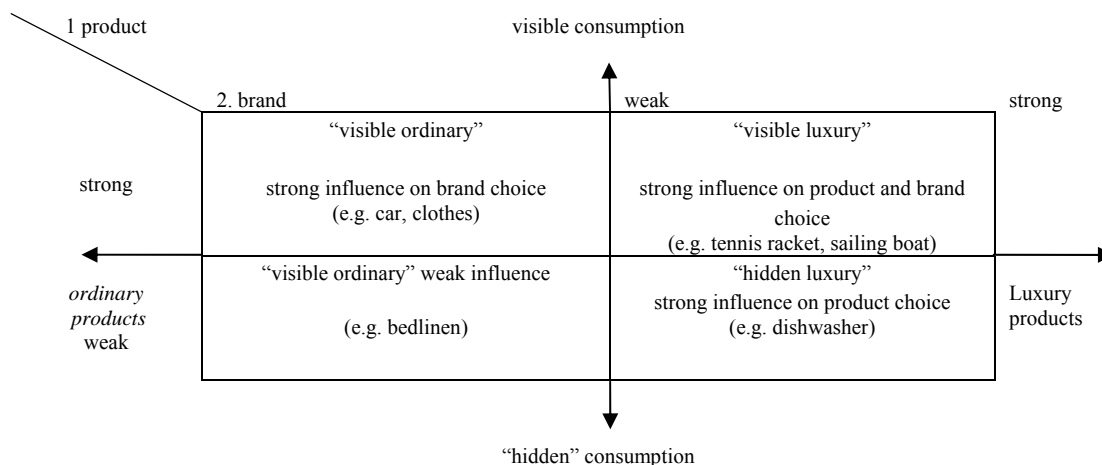 1 product
visible consumption
2. brand
weak
strong
“visible ordinary”
“visible luxury”
strong
strong influence on brand choice
(e.g. car, clothes)
strong influence on product and brand
choice
(e.g. tennis racket, sailing boat)
“visible ordinary” weak influence
(e.g. bedlinen)
“hidden luxury”
strong influence on product choice
(e.g. dishwasher)
ordinary
products
weak
Luxury
products
“hidden” consumption